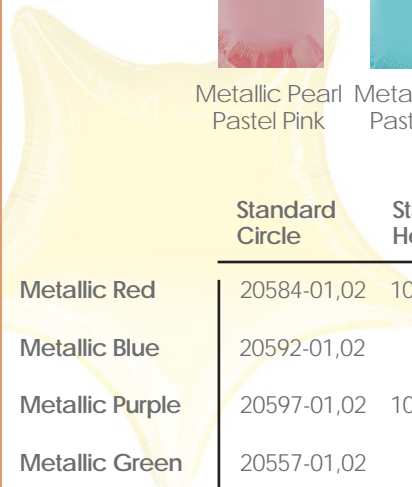 Metallic Pearl
Pastel Pink
Standard
Circle
Metallic Red 20584-01,02
Metallic Blue 20592-01,02
Metallic Purple 20597-01,02
Metallic Green 20557-01,02